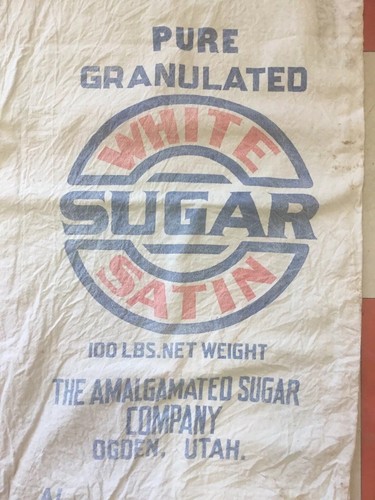 PURE
GRANULATED
WHITE
SUGAR
SATIN
100 LBS. NET WEIGHT
THE AMALGAMATED SUGAR
COMPANY
OGDEN, UTAH.